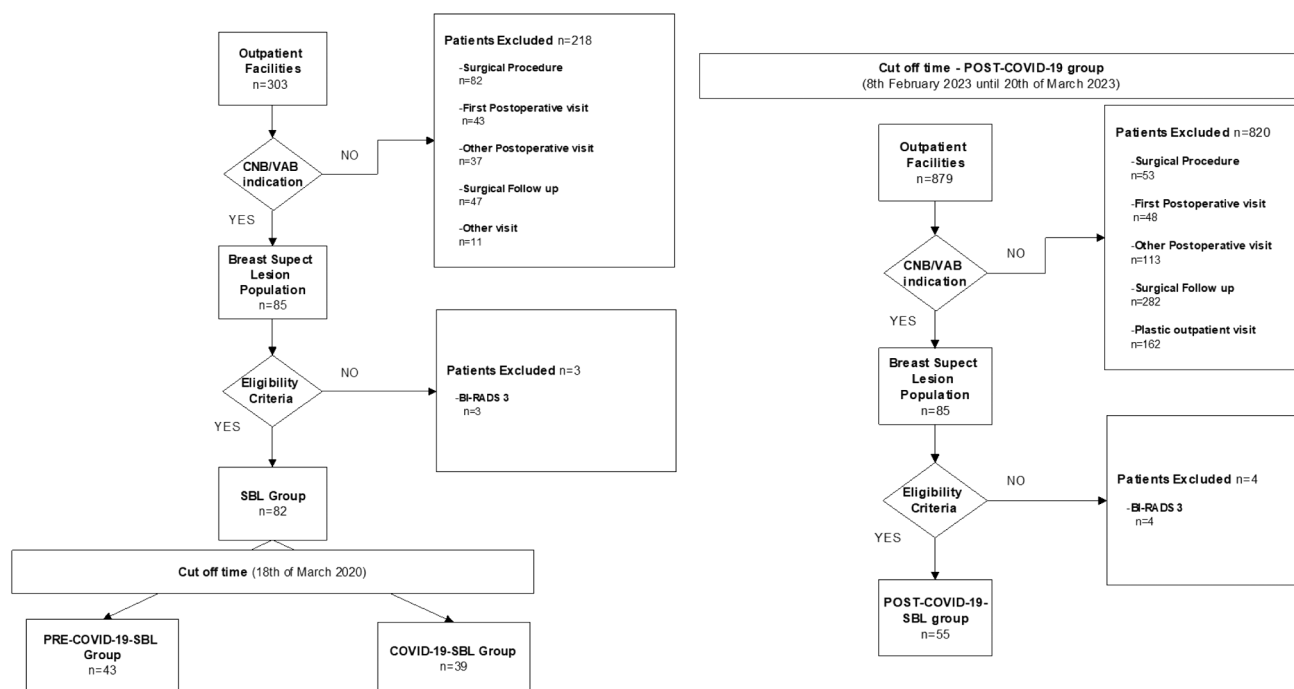 Outpatient
Facilities
n=303
CNB/VAB
indication
NO
YES
Patients Excluded n=218
-Surgical Procedure
n=82
-First Postoperative visit
n=43
-Other Postoperative visit
n=37
-Surgical Follow up
n=47
-Other visit
n=11
Breast Supect
Lesion
Population
n=85
Eligibility
Criteria
NO
YES
Patients Excluded n=3
-BI-RADS 3
n=3
SBL Group
n=82
Cut off time (18th of March 2020)
PRE-COVID-19-SBL
Group
n=43
COVID-19-SBL Group
n=39
Cut off time - POST-COVID-19 group
(8th February 2023 until 20th of March 2023)
Outpatient
Facilities
n=879
CNB/VAB
indication
NO
YES
Patients Excluded n=820
-Surgical Procedure
n=53
-First Postoperative visit
n=48
-Other Postoperative visit
n=113
-Surgical Follow up
n=282
-Plastic outpatient visit
n=162
Breast Supect
Lesion
Population
n=85
Eligibility
Criteria
NO
YES
Patients Excluded n=4
-BI-RADS 3
n=4
POST-COVID-19-
SBL group
n=55